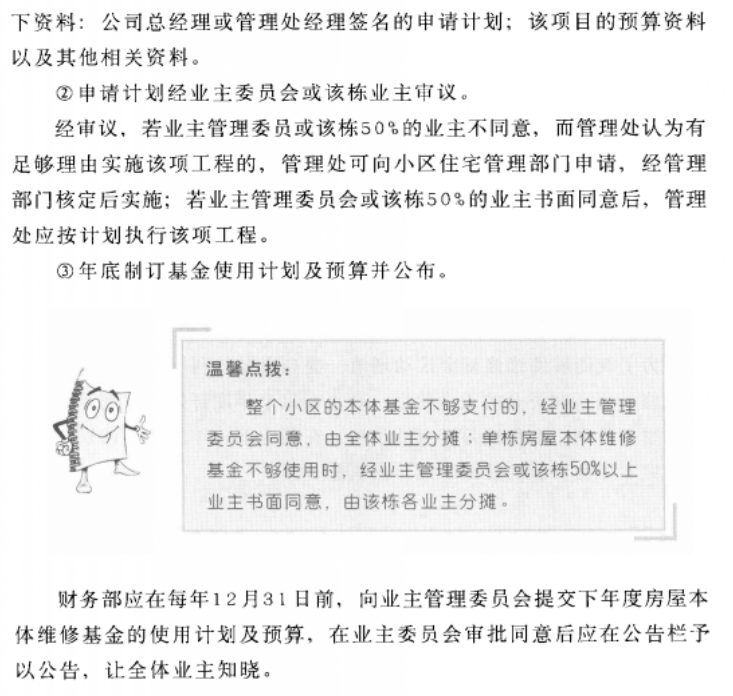 下资料：公司总经理或管理处经理签名的申请计划；该项目的预算资料
以及其他相关资料。
②申请计划经业主委员会或该栋业主审议。
经审议，若业主管理委员或该栋50%的业主不同意，而管理处认为有
足够理由实施该项工程的，管理处可向小区住宅管理部门申请，经管理
部门核定后实施；若业主管理委员会或该栋50%的业主书面同意后，管理
处应按计划执行该项工程。
③年底制订基金使用计划及预算并公布。
温馨点拨：
整个小区的本体基金不够支付的，经业主管理
委员会同意，由全体业主分摊；单栋房屋本体维修
基金不够使用时，经业主管理委员会或该栋50%以上
业主书面同意，由该栋各业主分摊。
财务部应在每年12月31日前，向业主管理委员会提交下年度房屋本
体维修基金的使用计划及预算，在业主委员会审批同意后应在公告栏予
以公告，让全体业主知晓。